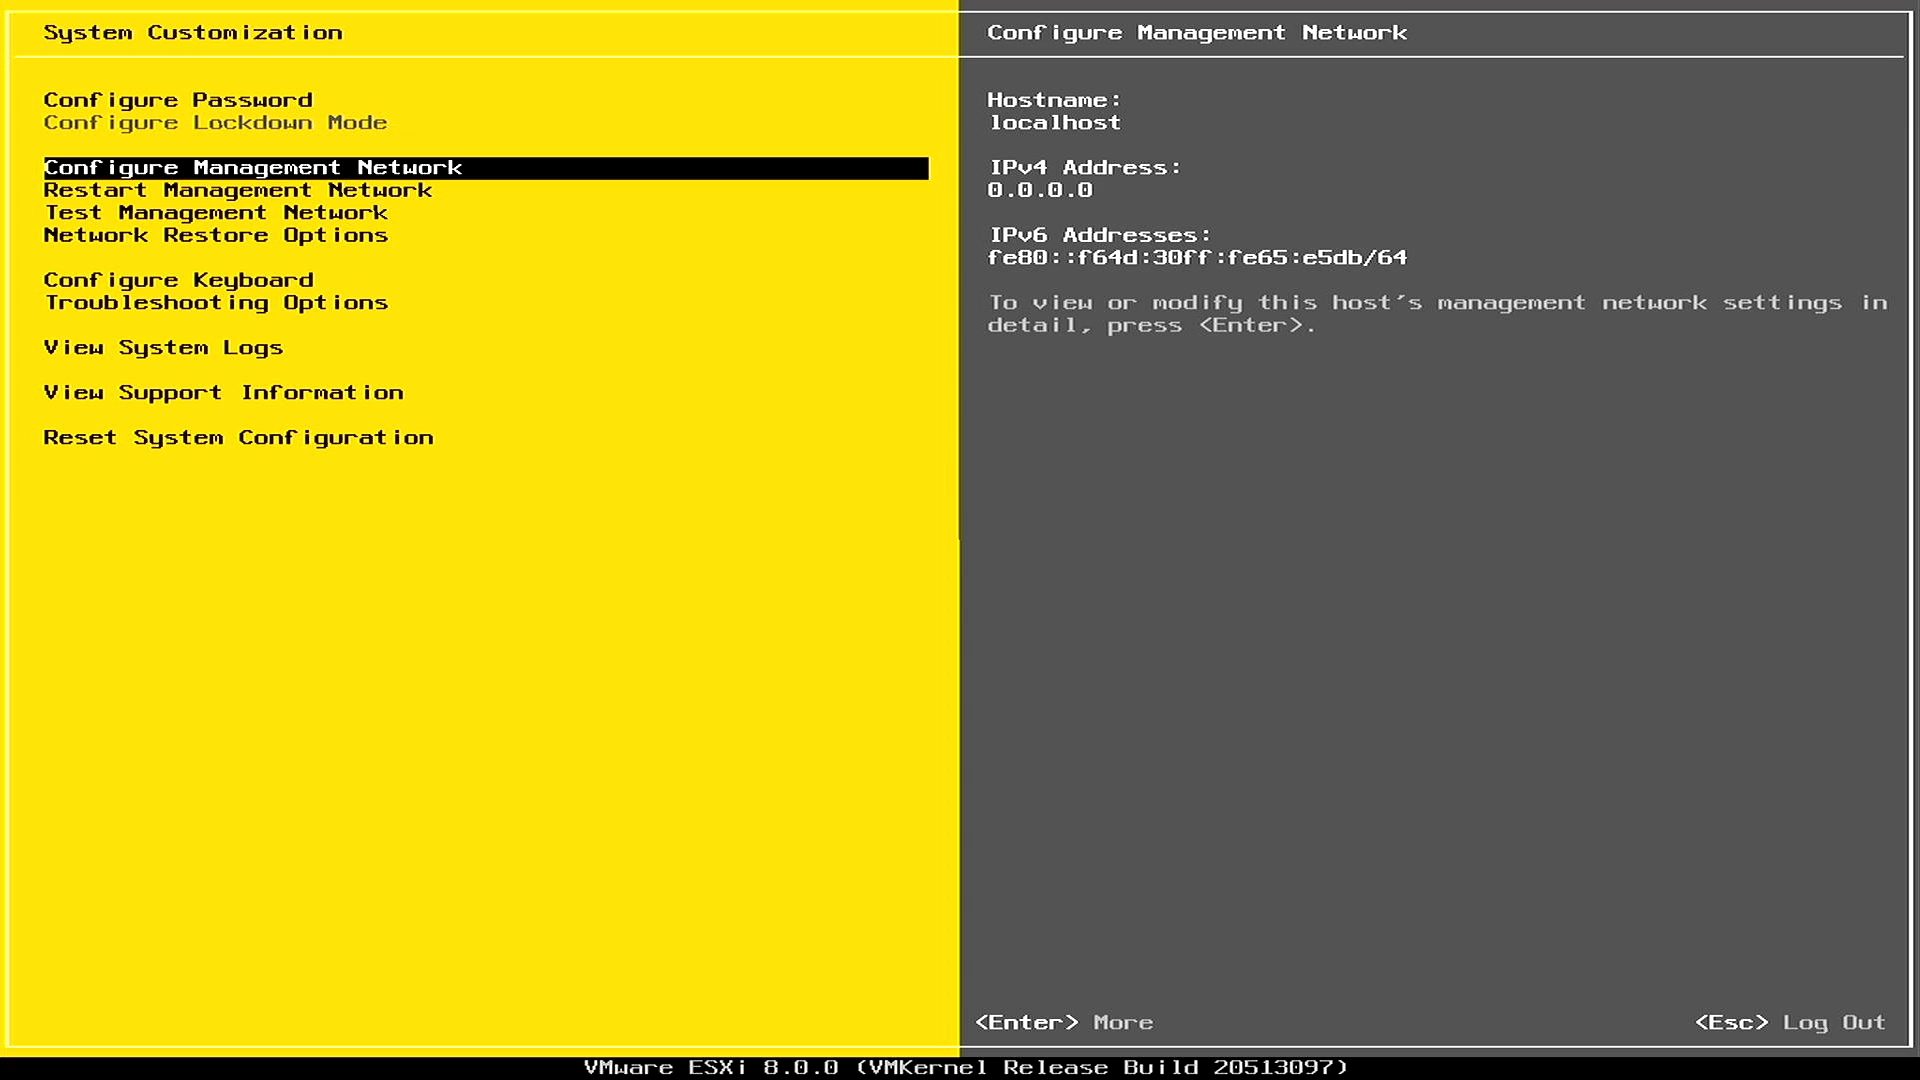 System Customization
Configure Password
Configure Lockdown Mode
Configure Management Network
Restart Management Network
Test Management Network
Network Restore Options
Configure Keyboard
Troubleshooting Options
View System Logs
View Support Information
Reset System Configuration
Configure Management Network
Hostname:
localhost
IPv4 Address:
0.0.0.0
IPv6 Addresses:
fe80::f64d:30ff:fe65:e5db/64
To view or modify this host's management network settings in
detail, press <Enter>.
<Enter> More
<Esc> Log Out
VMware ESXi 8.0.0 (VMKernel Release Build 20513097)